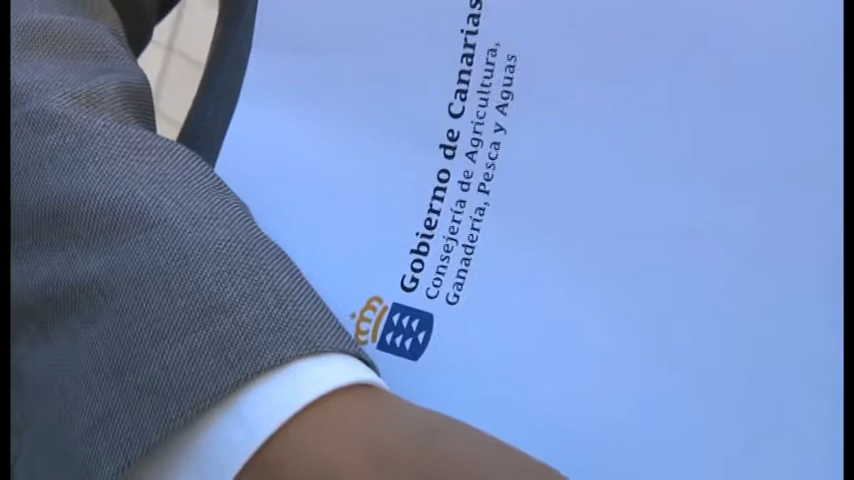 Gobierno de Canarias
Consejería de Agricultura,
Ganadería, Pesca y Aguas